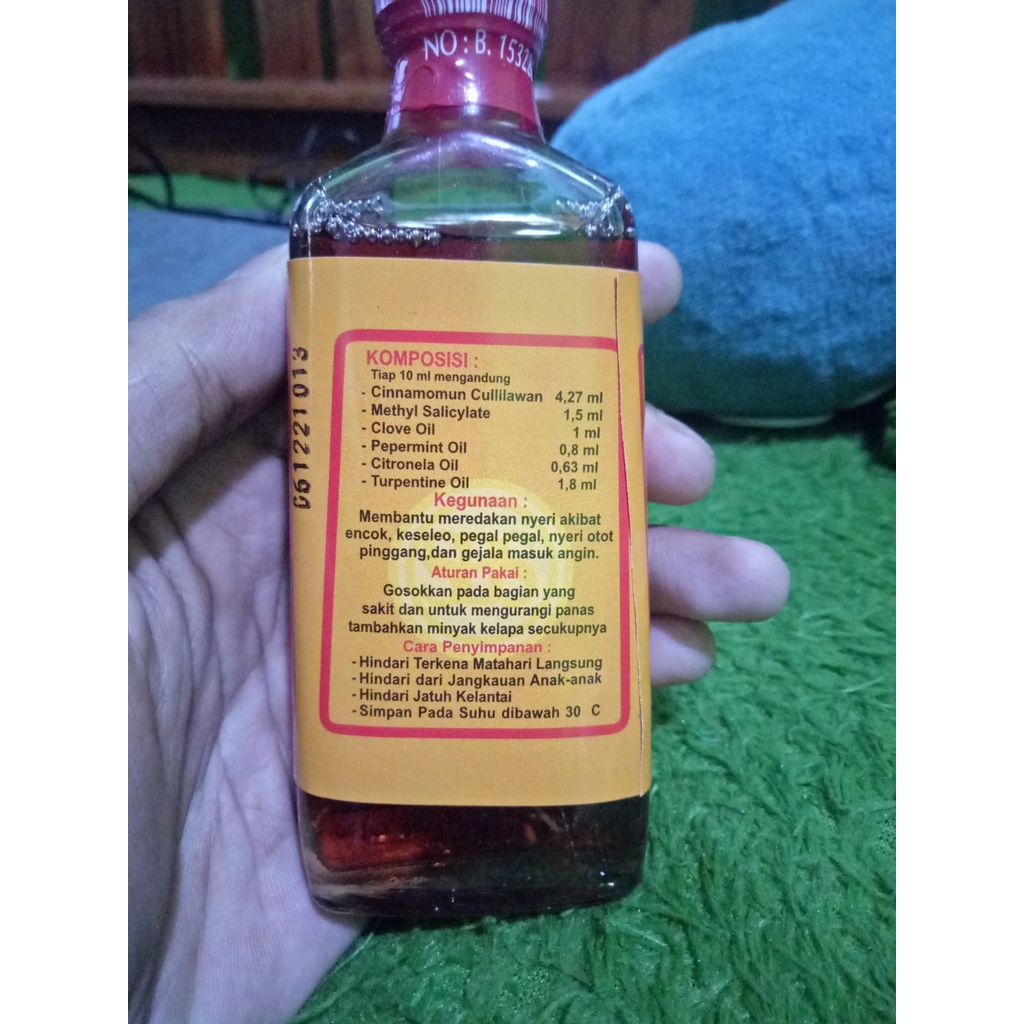 NO : B. 1532
KOMPOSISI :
Tiap 10 ml mengandung
- Cinnamomun Cullilawan 4,27 ml
- Methyl Salicylate 1,5 ml
- Clove Oil 1 ml
- Pepermint Oil 0,8 ml
- Citronela Oil 0,63 ml
- Turpentine Oil 1,8 ml
Kegunaan :
Membantu meredakan nyeri akibat
encok, keseleo, pegal pegal, nyeri otot
pinggang,dan gejala masuk angin.
Aturan Pakai :
Gosokkan pada bagian yang
sakit dan untuk mengurangi panas
tambahkan minyak kelapa secukupnya
Cara Penyimpanan :
- Hindari Terkena Matahari Langsung
- Hindari dari Jangkauan Anak-anak
- Hindari Jatuh Kelantai
- Simpan Pada Suhu dibawah 30 C
061221013